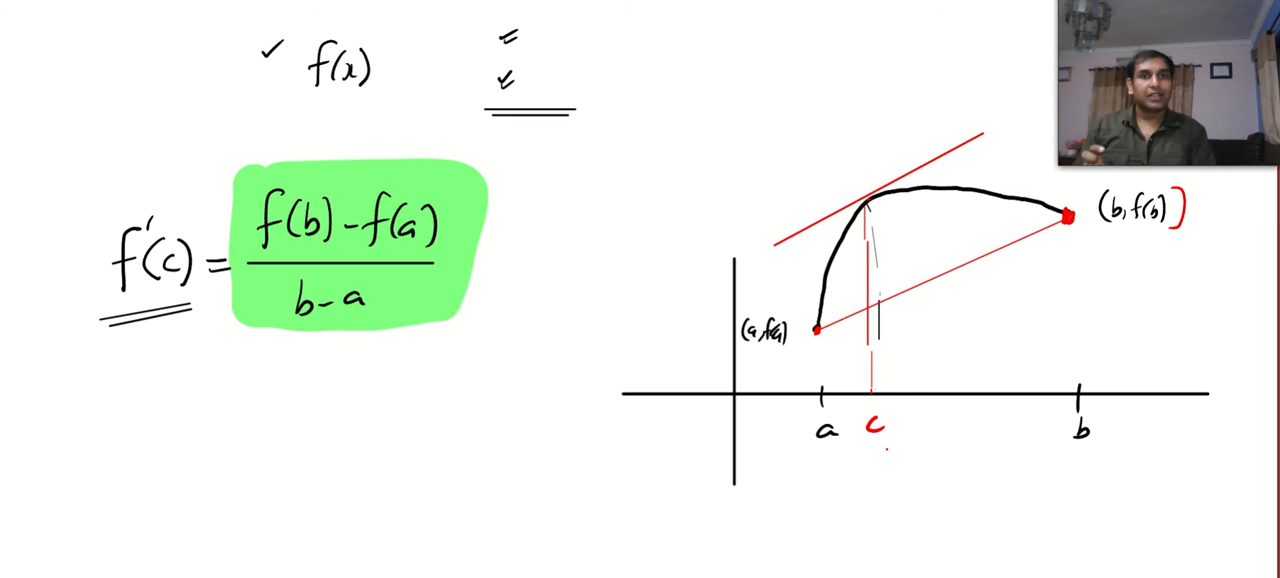 f(x)
f'(c) = f(b) - f(a)
b - a
(b, f(b))
(a, f(a))
a
c
b